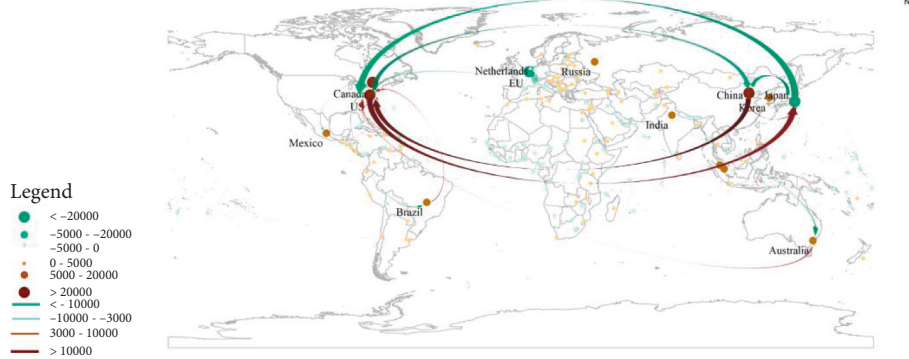 N
Netherlands
EU
Russia
Canada
US
China
Japan
Korea
Mexico
India
Brazil
Australia
Legend
< −20000
−5000 - −20000
−5000 - 0
0 - 5000
5000 - 20000
> 20000
< - 10000
−10000 - −3000
3000 - 10000
> 10000